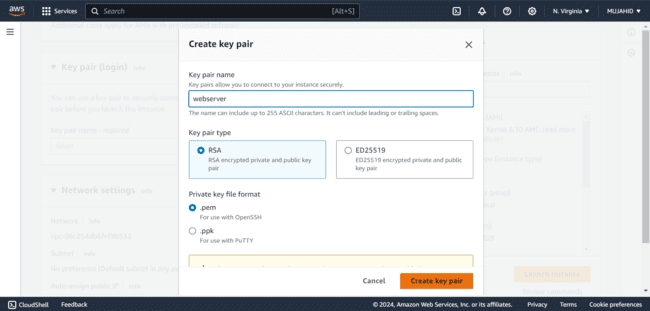 aws
Services
Search
[Alt+S]
N. Virginia
MUJAHID
Create key pair
Key pair (login) Info
Key pair name
Key pairs allow you to connect to your instance securely.
webserver
The name can include up to 255 ASCII characters. It can't include leading or trailing spaces.
Key pair type
RSA
RSA encrypted private and public key
pair
ED25519
ED25519 encrypted private and public
key pair
Private key file format
.pem
For use with OpenSSH
.ppk
For use with PuTTY
Network settings
Network Info
Subnet Info
Cancel
Create key pair
Launch instance
CloudShell
Feedback
© 2024, Amazon Web Services, Inc. or its affiliates.
Privacy
Terms
Cookie preferences